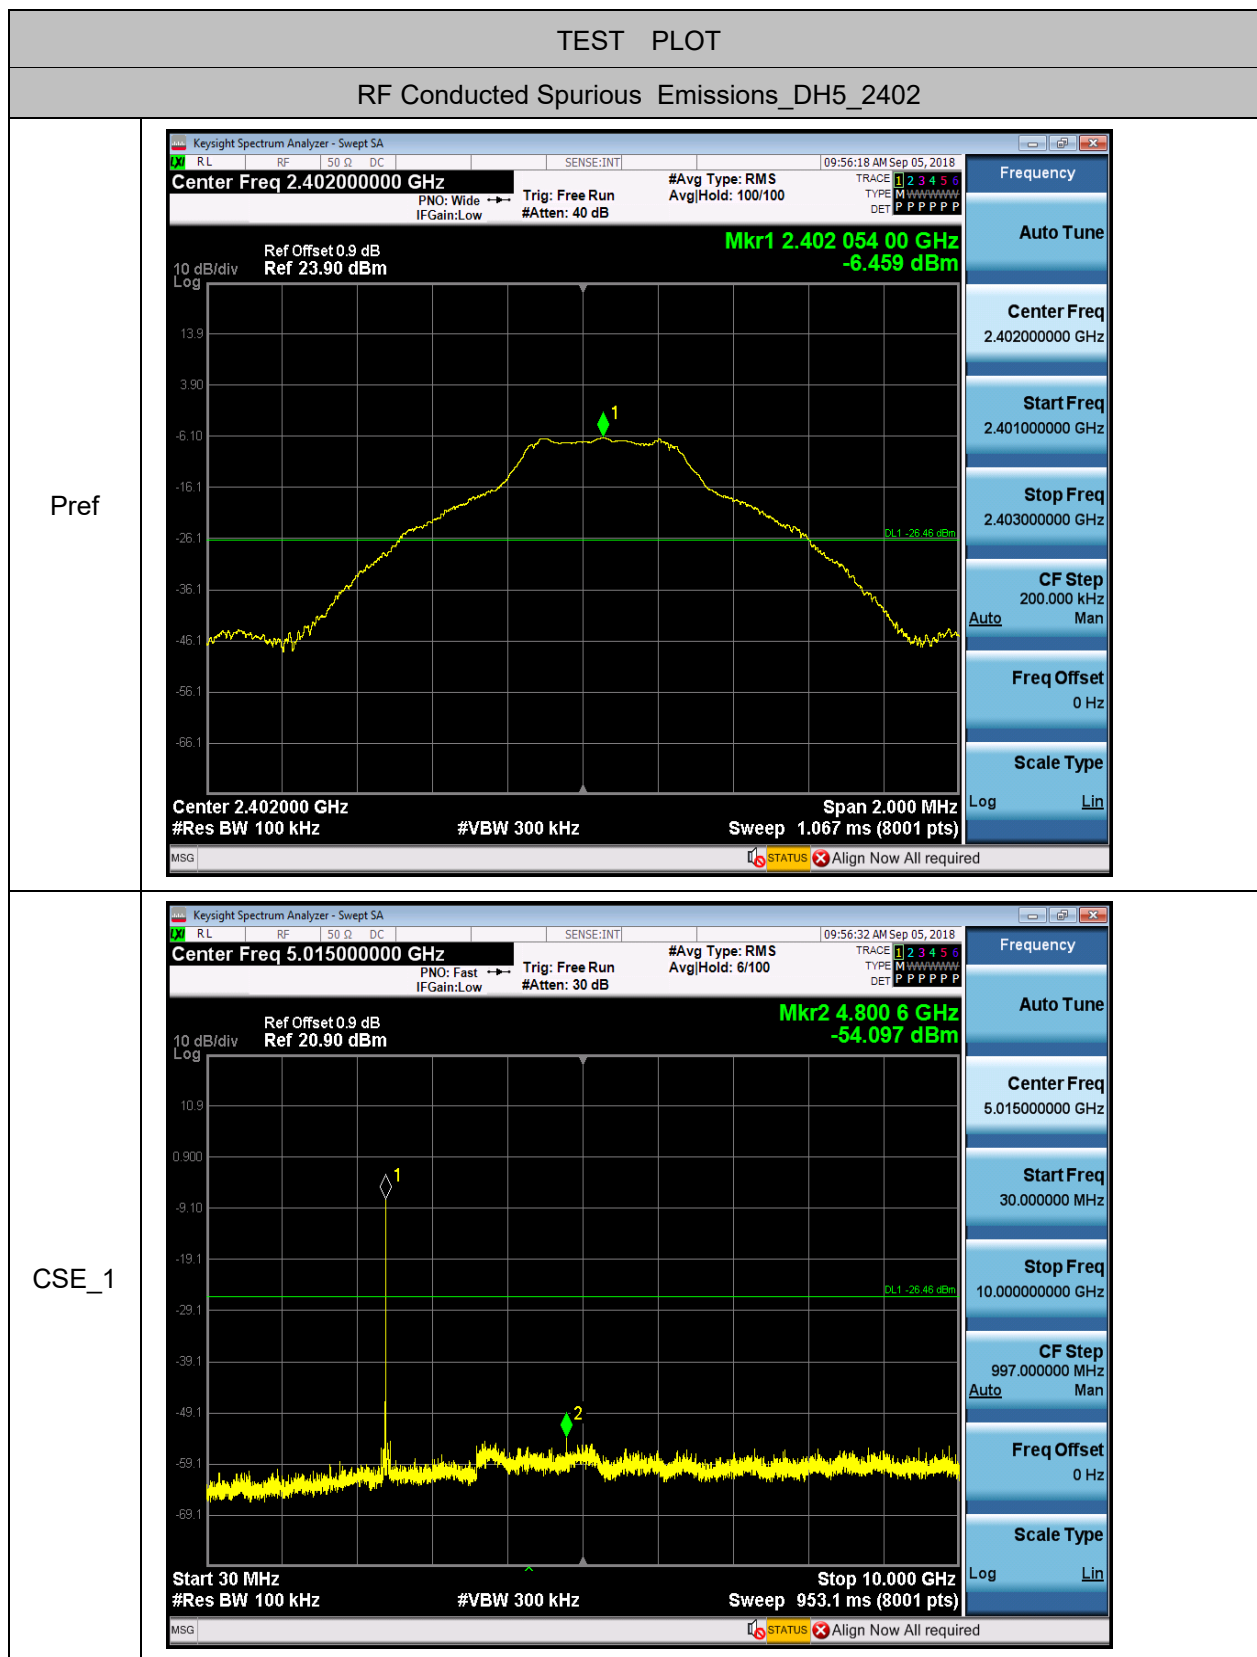 TEST PLOT
RF Conducted Spurious Emissions_DH5_2402
Pref
Keysight Spectrum Analyzer - Swept SA
LXI RL RF 50 Ω DC SENSE:INT 09:56:18 AM Sep 05, 2018
Center Freq 2.402000000 GHz
PNO: Wide
IFGain:Low
Trig: Free Run
#Atten: 40 dB
#Avg Type: RMS
Avg|Hold: 100/100
TRACE 1 2 3 4 5 6
TYPE M WWWWW
DET P P P P P P
Mkr1 2.402 054 00 GHz
-6.459 dBm
Ref Offset 0.9 dB
10 dB/div Ref 23.90 dBm
Log
13.9
3.90
-6.10
-16.1
-26.1
-36.1
-46.1
-56.1
-66.1
1
DL1 -26.46 dBm
Center 2.402000 GHz Span 2.000 MHz
#Res BW 100 kHz #VBW 300 kHz Sweep 1.067 ms (8001 pts)
MSG STATUS Align Now All required
Frequency
Auto Tune
Center Freq
2.402000000 GHz
Start Freq
2.401000000 GHz
Stop Freq
2.403000000 GHz
CF Step
200.000 kHz
Auto Man
Freq Offset
0 Hz
Scale Type
Log Lin
CSE_1
Keysight Spectrum Analyzer - Swept SA
LXI RL RF 50 Ω DC SENSE:INT 09:56:32 AM Sep 05, 2018
Center Freq 5.015000000 GHz
PNO: Fast
IFGain:Low
Trig: Free Run
#Atten: 30 dB
#Avg Type: RMS
Avg|Hold: 6/100
TRACE 1 2 3 4 5 6
TYPE M WWWWW
DET P P P P P P
Mkr2 4.800 6 GHz
-54.097 dBm
Ref Offset 0.9 dB
10 dB/div Ref 20.90 dBm
Log
10.9
0.900
-9.10
-19.1
-29.1
-39.1
-49.1
-59.1
-69.1
1
DL1 -26.46 dBm
2
Start 30 MHz Stop 10.000 GHz
#Res BW 100 kHz #VBW 300 kHz Sweep 953.1 ms (8001 pts)
MSG STATUS Align Now All required
Frequency
Auto Tune
Center Freq
5.015000000 GHz
Start Freq
30.000000 MHz
Stop Freq
10.000000000 GHz
CF Step
997.000000 MHz
Auto Man
Freq Offset
0 Hz
Scale Type
Log Lin